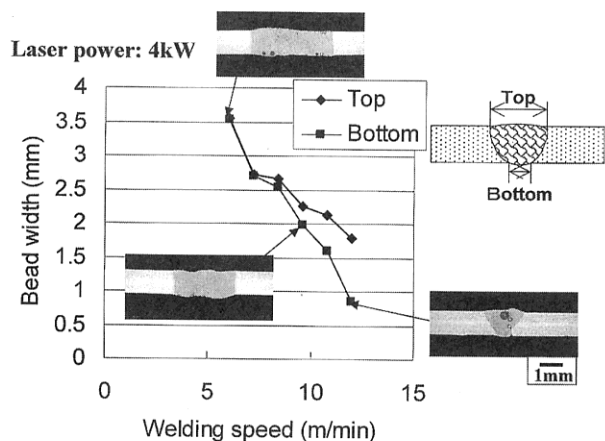 Laser power: 4kW
4
3.5
3
2.5
2
1.5
1
0.5
0
Bead width (mm)
Top
Bottom
Top
Bottom
1mm
0 5 10 15
Welding speed (m/min)